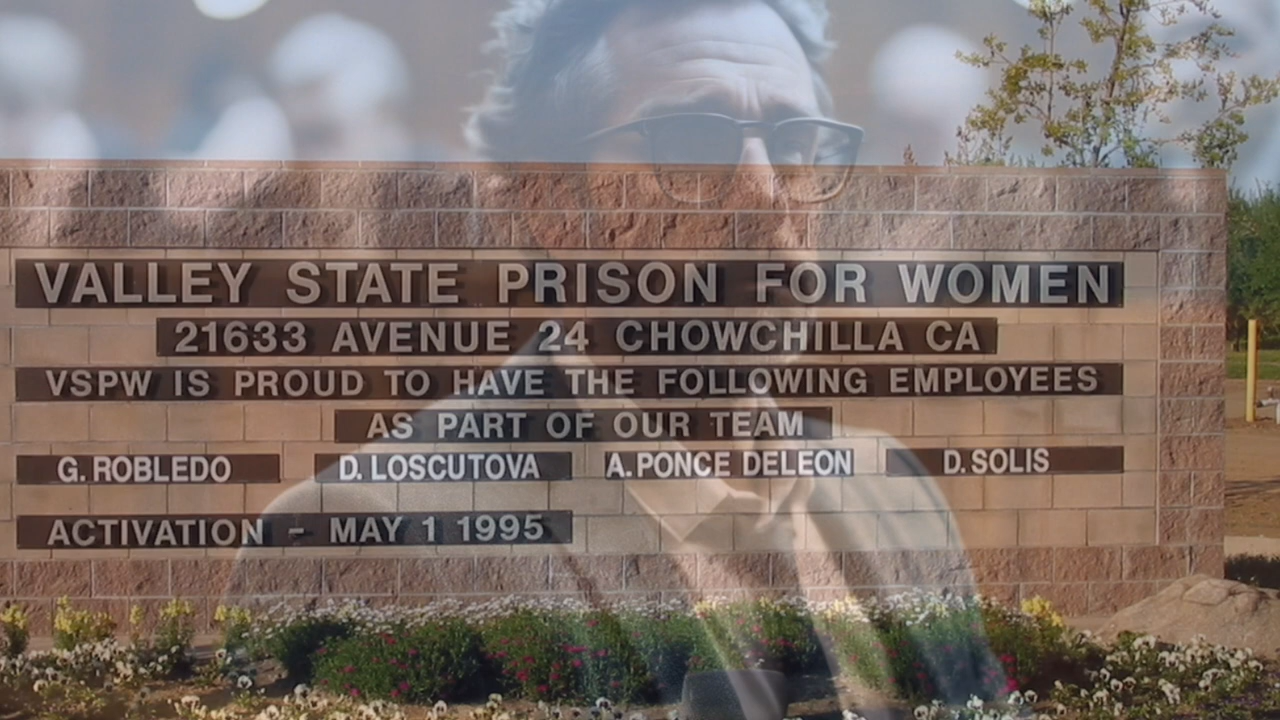 VALLEY STATE PRISON FOR WOMEN
21633 AVENUE 24 CHOWCHILLA CA
VSPW IS PROUD TO HAVE THE FOLLOWING EMPLOYEES
AS PART OF OUR TEAM
G. ROBLEDO D. LOSCUTOVA A. PONCE DELEON D. SOLIS
ACTIVATION - MAY 1 1995